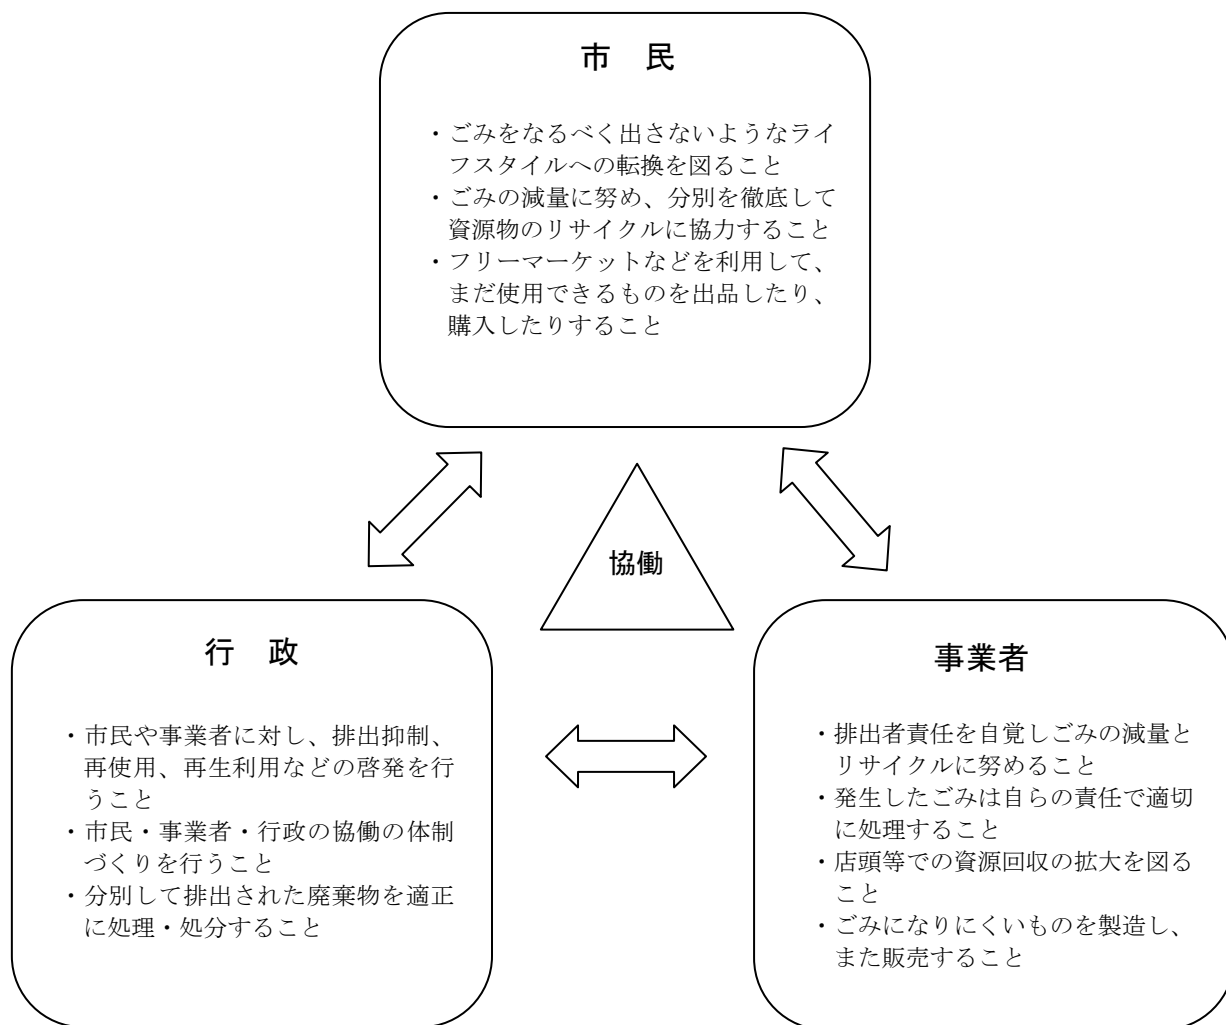 市　民
・ごみをなるべく出さないようなライ
フスタイルへの転換を図ること
・ごみの減量に努め、分別を徹底して
資源物のリサイクルに協力すること
・フリーマーケットなどを利用して、
まだ使用できるものを出品したり、
購入したりすること
協働
行　政
・市民や事業者に対し、排出抑制、
再使用、再生利用などの啓発を行
うこと
・市民・事業者・行政の協働の体制
づくりを行うこと
・分別して排出された廃棄物を適正
に処理・処分すること
事業者
・排出者責任を自覚しごみの減量と
リサイクルに努めること
・発生したごみは自らの責任で適切
に処理すること
・店頭等での資源回収の拡大を図る
こと
・ごみになりにくいものを製造し、
また販売すること